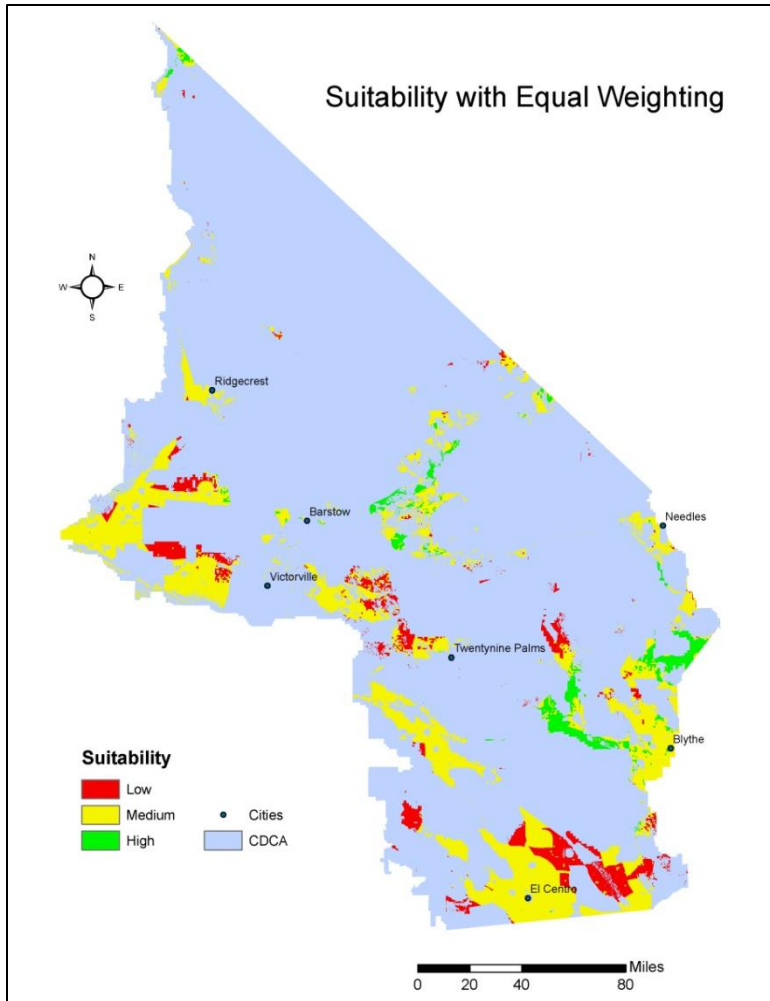 Suitability with Equal Weighting
N
W E
S
Ridgecrest
Barstow
Needles
Victorville
Twentynine Palms
Blythe
Suitability
Low
Medium
Cities
High
CDCA
El Centro
Miles
0 20 40 80